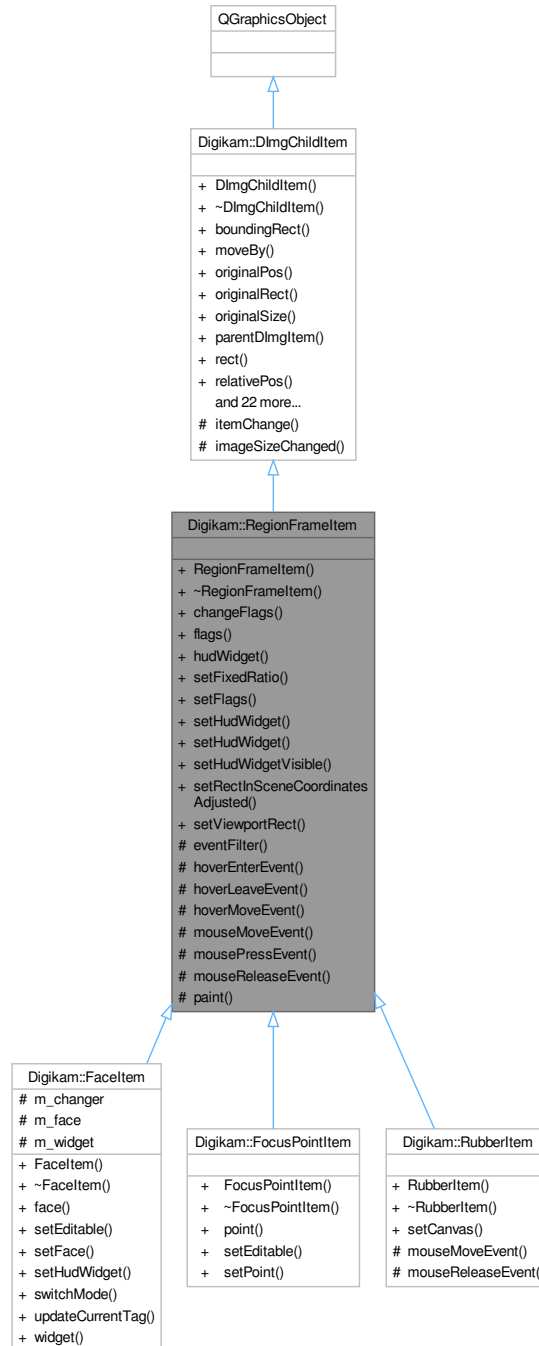 QGraphicsObject
Digikam::DImgChildItem
+ DImgChildItem()
+ ~DImgChildItem()
+ boundingRect()
+ moveBy()
+ originalPos()
+ originalRect()
+ originalSize()
+ parentDImgItem()
+ rect()
+ relativePos()
and 22 more...
# itemChange()
# imageSizeChanged()
Digikam::RegionFrameItem
+ RegionFrameItem()
+ ~RegionFrameItem()
+ changeFlags()
+ flags()
+ hudWidget()
+ setFixedRatio()
+ setFlags()
+ setHudWidget()
+ setHudWidget()
+ setHudWidgetVisible()
+ setRectInSceneCoordinates
Adjusted()
+ setViewportRect()
# eventFilter()
# hoverEnterEvent()
# hoverLeaveEvent()
# hoverMoveEvent()
# mouseMoveEvent()
# mousePressEvent()
# mouseReleaseEvent()
# paint()
Digikam::FaceItem
# m_changer
# m_face
# m_widget
+ FaceItem()
+ ~FaceItem()
+ face()
+ setEditable()
+ setFace()
+ setHudWidget()
+ switchMode()
+ updateCurrentTag()
+ widget()
Digikam::FocusPointItem
+ FocusPointItem()
+ ~FocusPointItem()
+ point()
+ setEditable()
+ setPoint()
Digikam::RubberItem
+ RubberItem()
+ ~RubberItem()
+ setCanvas()
# mouseMoveEvent()
# mouseReleaseEvent()